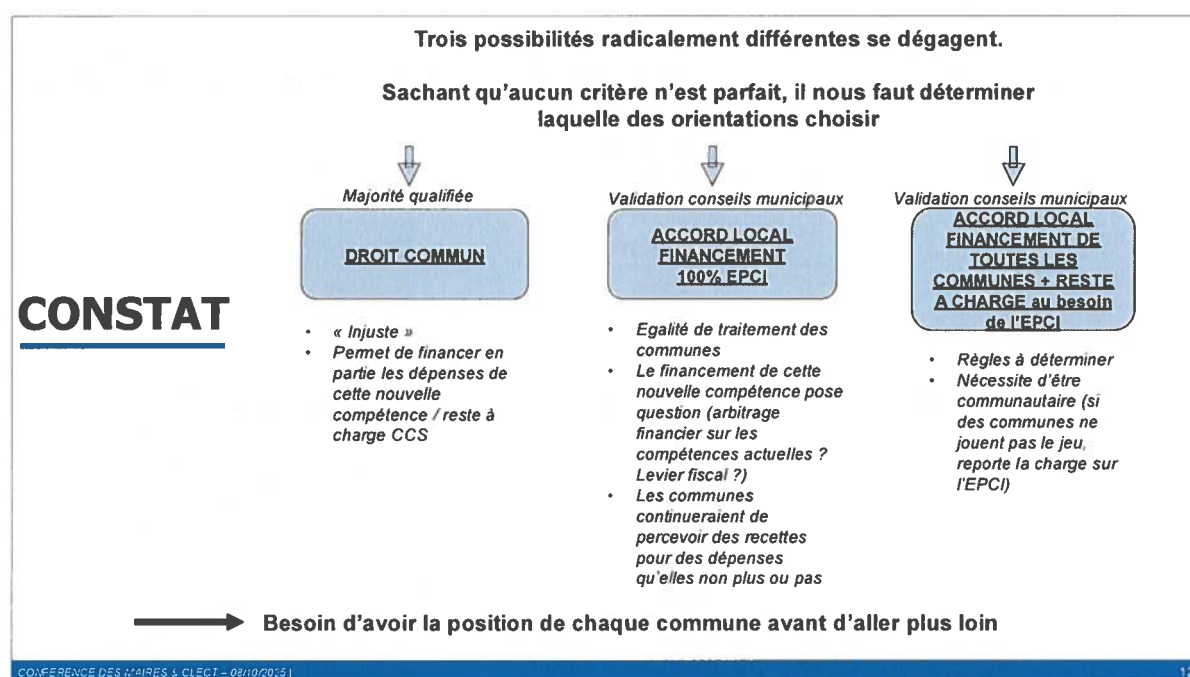 Trois possibilités radicalement différentes se dégagent.
Sachant qu'aucun critère n'est parfait, il nous faut déterminer
laquelle des orientations choisir
CONSTAT
Majorité qualifiée
DROIT COMMUN
• « Injuste »
• Permet de financer en
partie les dépenses de
cette nouvelle
compétence / reste à
charge CCS
Validation conseils municipaux
ACCORD LOCAL
FINANCEMENT
100% EPCI
• Egalité de traitement des
communes
• Le financement de cette
nouvelle compétence pose
question (arbitrage
financier sur les
compétences actuelles ?
Levier fiscal ?)
• Les communes
continueraient de
percevoir des recettes
pour des dépenses
qu'elles non plus ou pas
Validation conseils municipaux
ACCORD LOCAL
FINANCEMENT DE
TOUTES LES
COMMUNES + RESTE
A CHARGE au besoin
de l'EPCI
• Règles à déterminer
• Nécessite d'être
communautaire (si
des communes ne
jouent pas le jeu,
reporte la charge sur
l'EPCI)
Besoin d'avoir la position de chaque commune avant d'aller plus loin
CONFERENCE DES MAIRES & CLECT – 08/10/2025 |
12